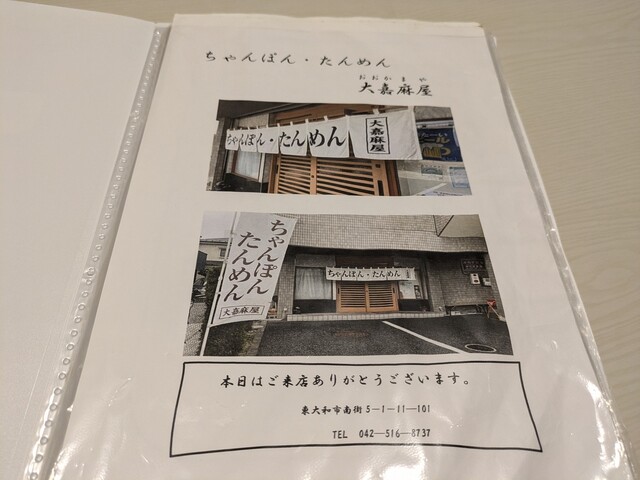 ちゃんぽん・たんめん
おおかまや
大嘉麻屋
ちゃんぽん・たんめん
大嘉麻屋
ちゃんぽん
たんめん
大嘉麻屋
ちゃんぽん・たんめん
本日はご来店ありがとうございます。
東大和市南街5-1-11-101
TEL 042-516-8737